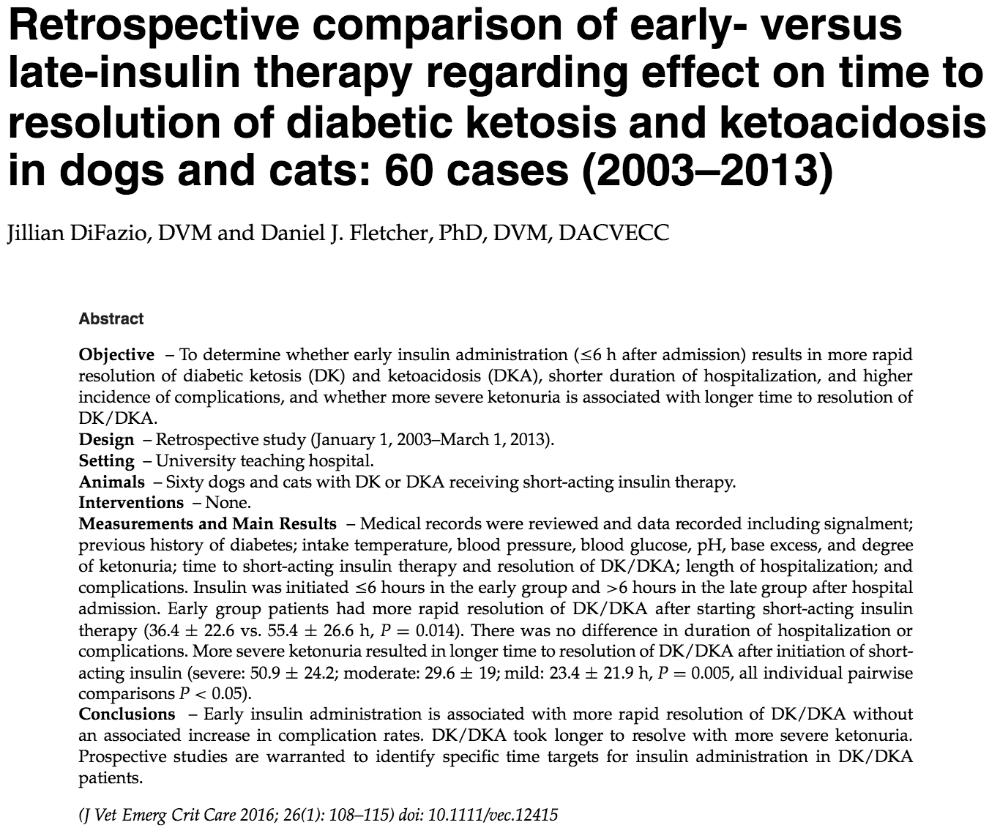 Retrospective comparison of early- versus
late-insulin therapy regarding effect on time to
resolution of diabetic ketosis and ketoacidosis
in dogs and cats: 60 cases (2003–2013)
Jillian DiFazio, DVM and Daniel J. Fletcher, PhD, DVM, DACVECC
Abstract
Objective – To determine whether early insulin administration (≤6 h after admission) results in more rapid
resolution of diabetic ketosis (DK) and ketoacidosis (DKA), shorter duration of hospitalization, and higher
incidence of complications, and whether more severe ketonuria is associated with longer time to resolution of
DK/DKA.
Design – Retrospective study (January 1, 2003–March 1, 2013).
Setting – University teaching hospital.
Animals – Sixty dogs and cats with DK or DKA receiving short-acting insulin therapy.
Interventions – None.
Measurements and Main Results – Medical records were reviewed and data recorded including signalment;
previous history of diabetes; intake temperature, blood pressure, blood glucose, pH, base excess, and degree
of ketonuria; time to short-acting insulin therapy and resolution of DK/DKA; length of hospitalization; and
complications. Insulin was initiated ≤6 hours in the early group and >6 hours in the late group after hospital
admission. Early group patients had more rapid resolution of DK/DKA after starting short-acting insulin
therapy (36.4 ± 22.6 vs. 55.4 ± 26.6 h, P = 0.014). There was no difference in duration of hospitalization or
complications. More severe ketonuria resulted in longer time to resolution of DK/DKA after initiation of short-
acting insulin (severe: 50.9 ± 24.2; moderate: 29.6 ± 19; mild: 23.4 ± 21.9 h, P = 0.005, all individual pairwise
comparisons P < 0.05).
Conclusions – Early insulin administration is associated with more rapid resolution of DK/DKA without
an associated increase in complication rates. DK/DKA took longer to resolve with more severe ketonuria.
Prospective studies are warranted to identify specific time targets for insulin administration in DK/DKA
patients.
(J Vet Emerg Crit Care 2016; 26(1): 108–115) doi: 10.1111/vec.12415